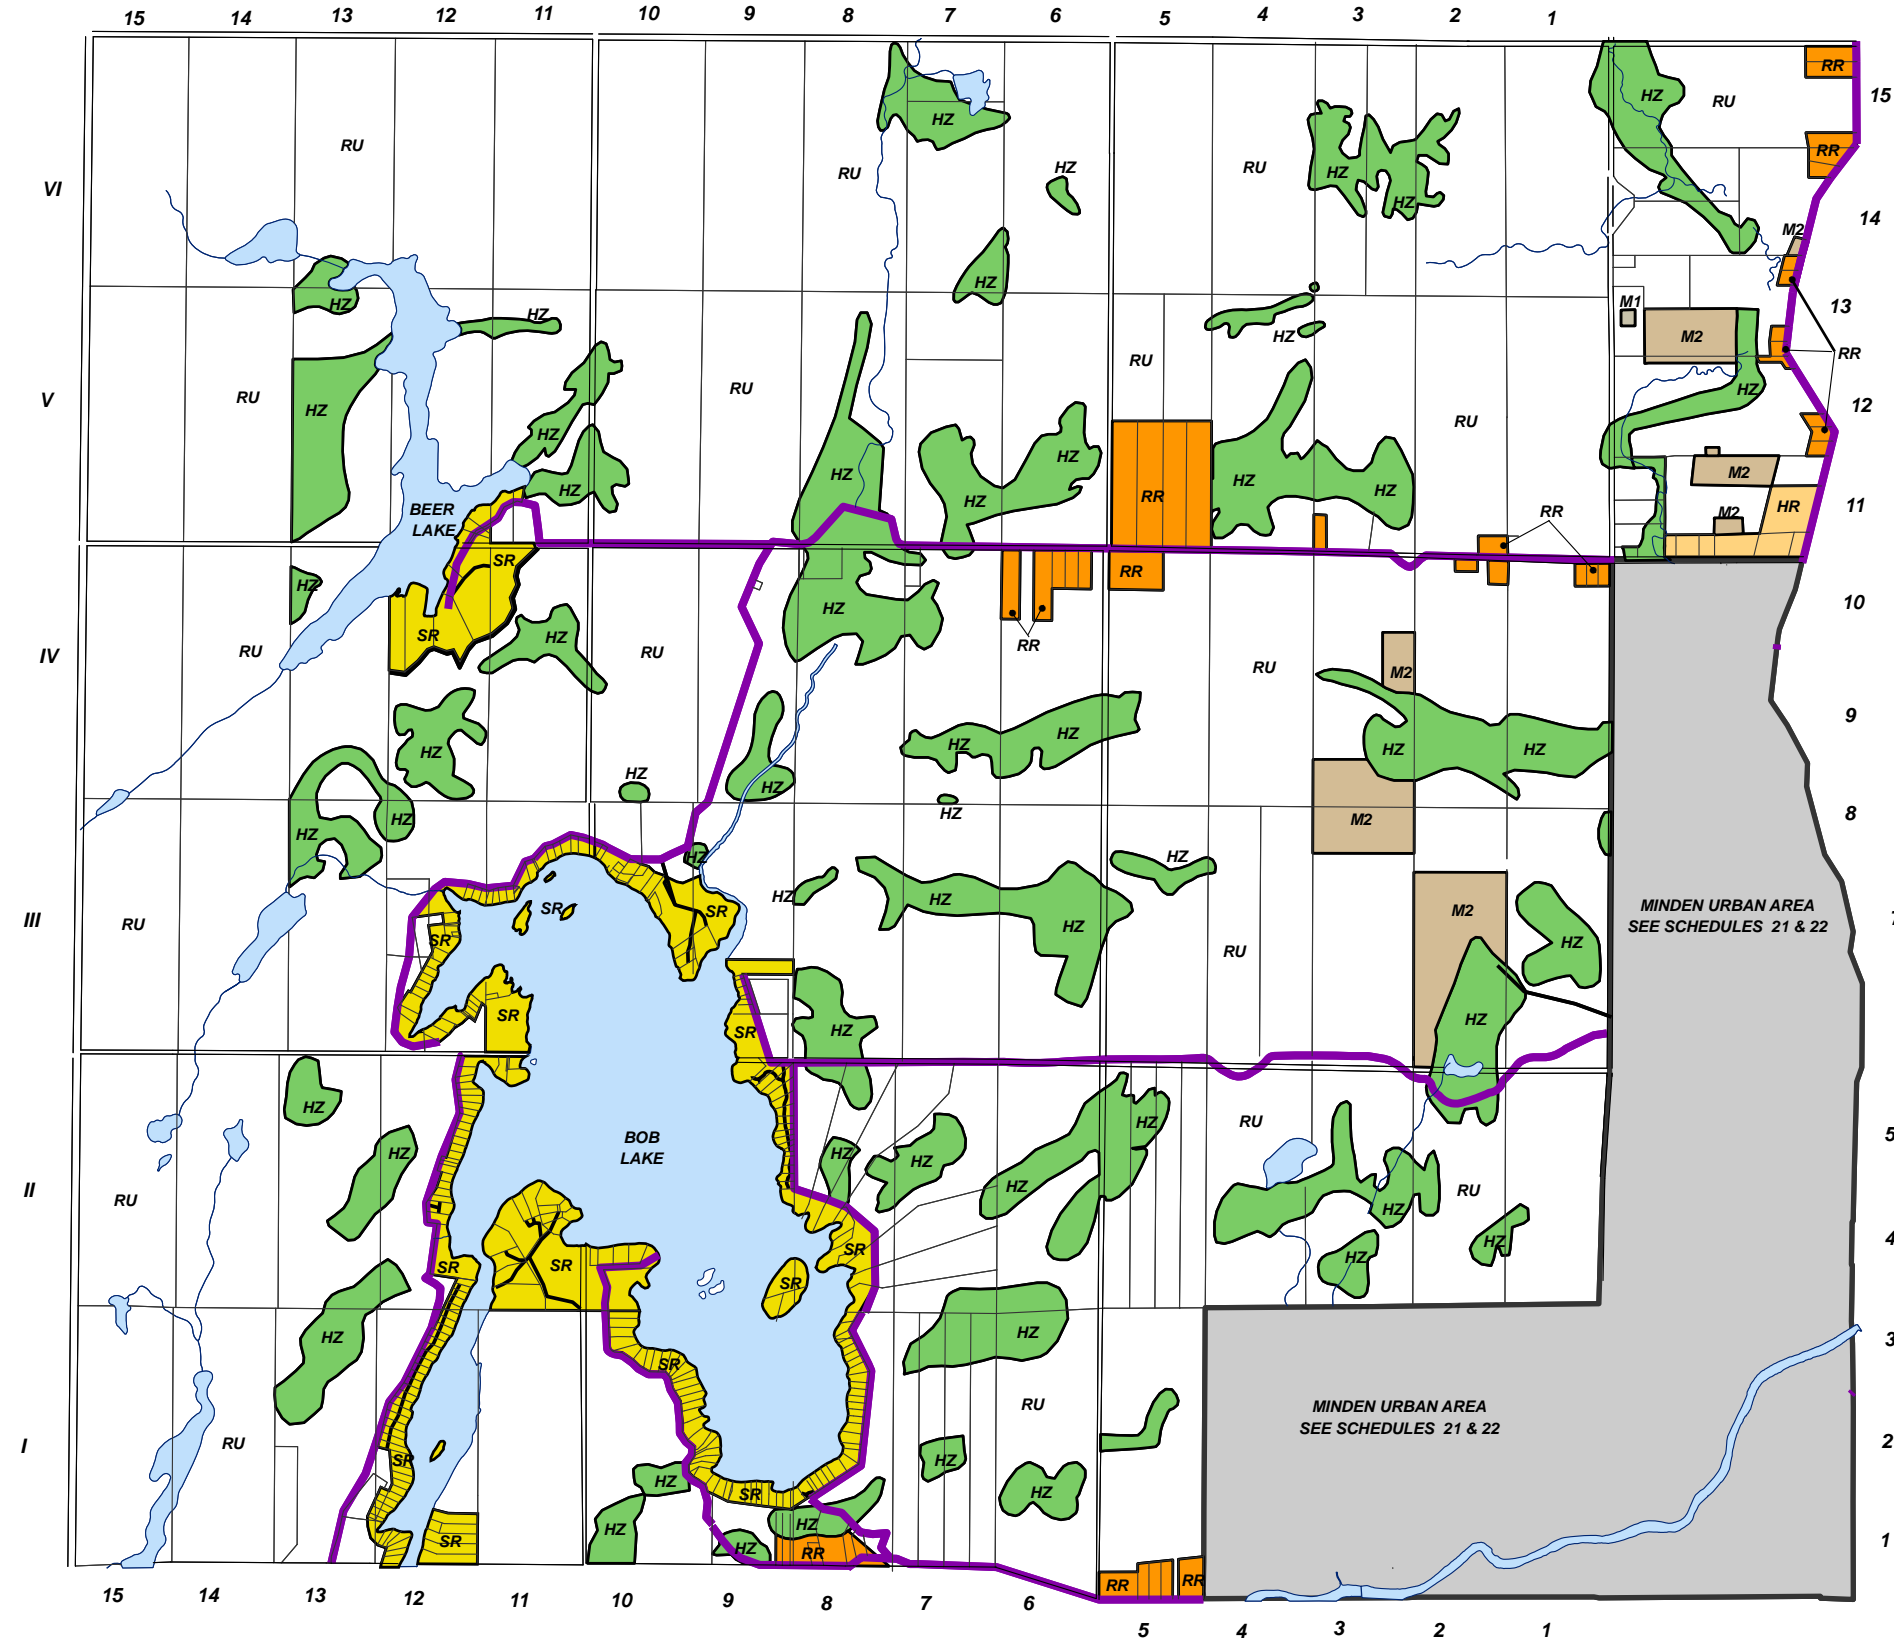 15 14 13 12 11 10 9 8 7 6 5 4 3 2 1
RR
HZ RU 15
HZ
RU
RR
RU HZ RU HZ
VI
HZ
14
M2
HZ
HZ HZ M1 13
HZ
M2
RU RR
V RU HZ RU HZ
12
RU
HZ
HZ
HZ HZ M2
HZ HZ RR HZ
BEER
LAKE
HZ RR M2 HR 11
SR
HZ RR
HZ 10
SR HZ
RR
IV RU RU RU
M2
9
HZ HZ HZ HZ HZ
HZ
HZ
HZ 8
HZ HZ M2
HZ HZ
HZ HZ
MINDEN URBAN AREA
SEE SCHEDULES 21 & 22
SR SR M2
III RU HZ 7
SR HZ
RU
SR HZ HZ
SR
HZ HZ RU
BOB
LAKE
5
HZ HZ HZ
II RU HZ RU
HZ
4
SR HZ HZ
SR SR
SR
HZ HZ 3
SR
RU MINDEN URBAN AREA
SEE SCHEDULES 21 & 22
I RU 2
SR HZ
HZ HZ
SR
HZ HZ
SR HZ RR 1
RR RR
15 14 13 12 11 10 9 8 7 6
5 4 3 2 1